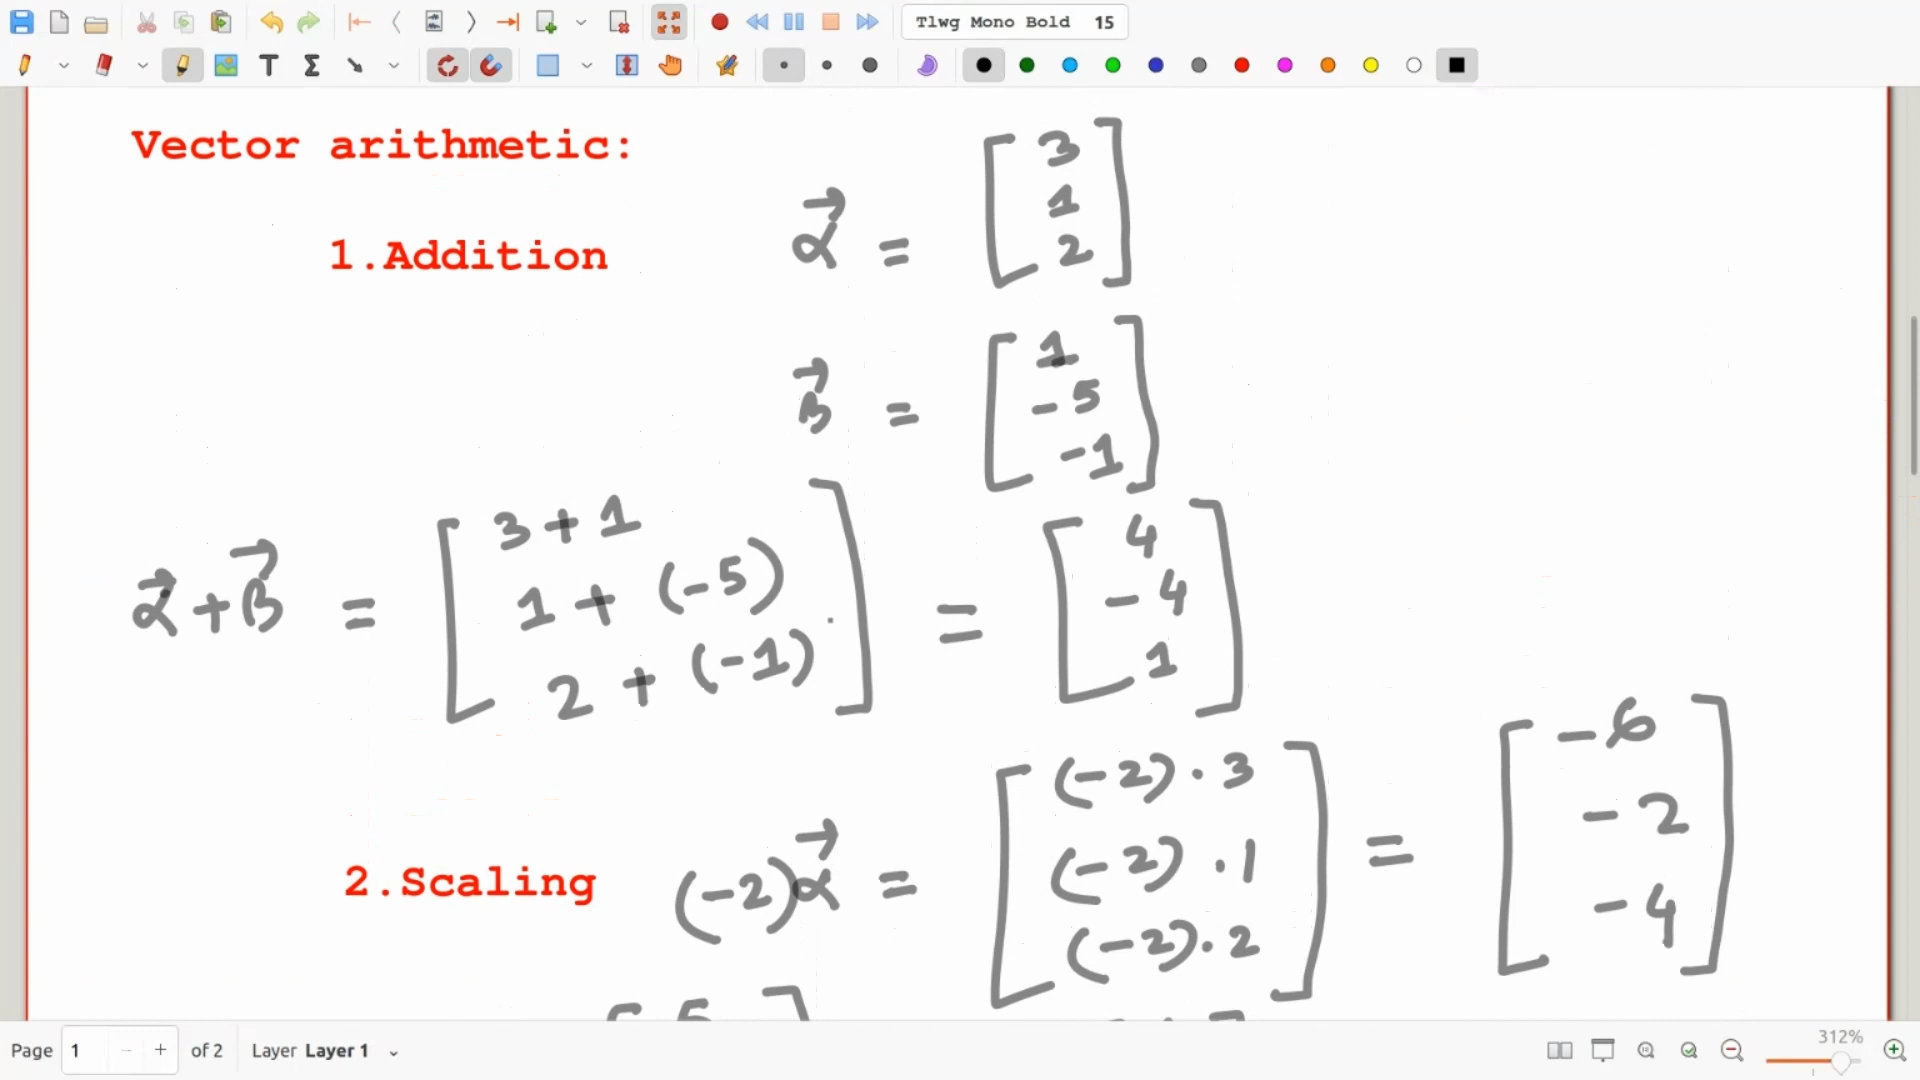 Tlwg Mono Bold 15
T Σ
Vector arithmetic:
1.Addition
α⃗ = [3 1 2]
β⃗ = [1 -5 -1]
α⃗ + β⃗ = [3+1 1+(-5) 2+(-1)] = [4 -4 1]
2.Scaling (-2)α⃗ = [(-2)·3 (-2)·1 (-2)·2] = [-6 -2 -4]
Page 1 − + of 2 Layer Layer 1
312%